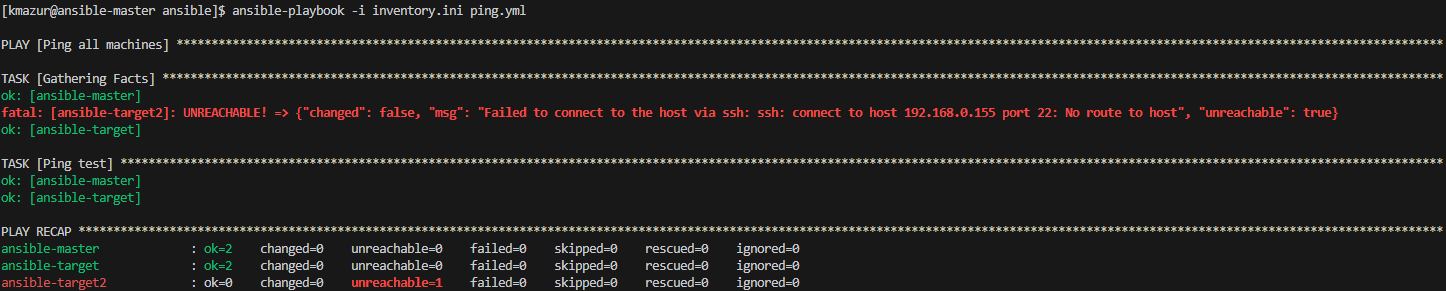 [kmazur@ansible-master ansible]$ ansible-playbook -i inventory.ini ping.yml
PLAY [Ping all machines] *************************************************************************************************************************************************************************************
TASK [Gathering Facts] ***************************************************************************************************************************************************************************************
ok: [ansible-master]
fatal: [ansible-target2]: UNREACHABLE! => {"changed": false, "msg": "Failed to connect to the host via ssh: ssh: connect to host 192.168.0.155 port 22: No route to host", "unreachable": true}
ok: [ansible-target]
TASK [Ping test] *********************************************************************************************************************************************************************************************
ok: [ansible-master]
ok: [ansible-target]
PLAY RECAP ***************************************************************************************************************************************************************************************************
ansible-master             : ok=2    changed=0    unreachable=0    failed=0    skipped=0    rescued=0    ignored=0
ansible-target             : ok=2    changed=0    unreachable=0    failed=0    skipped=0    rescued=0    ignored=0
ansible-target2            : ok=0    changed=0    unreachable=1    failed=0    skipped=0    rescued=0    ignored=0